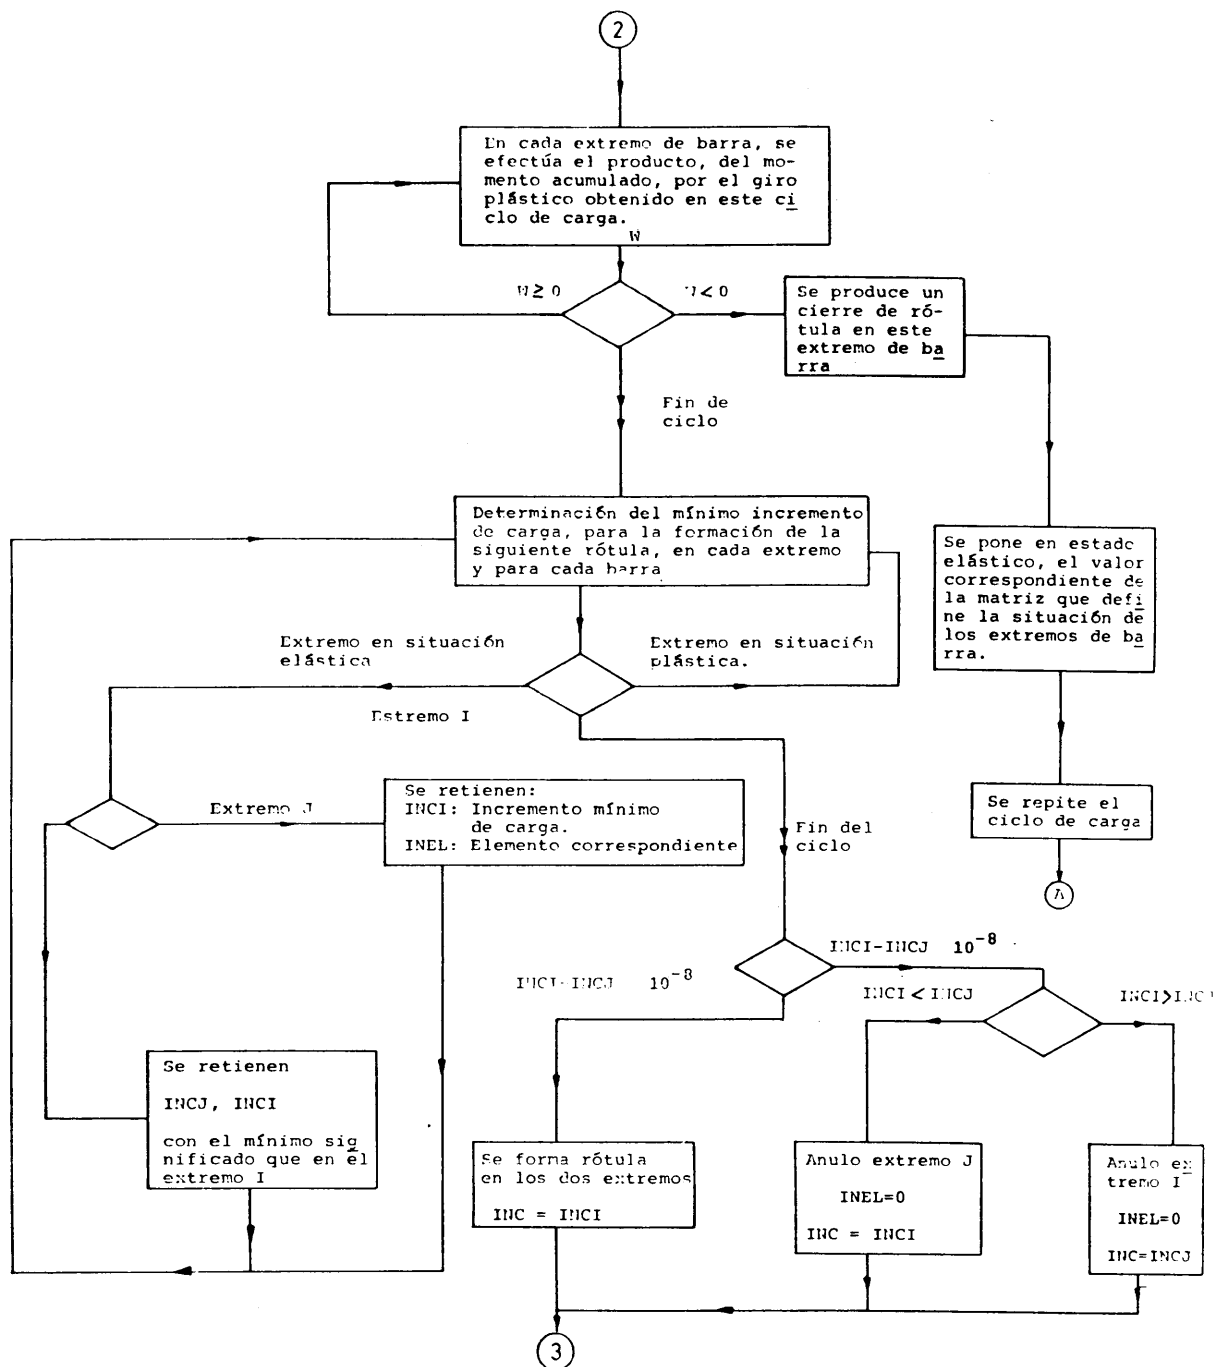 2
En cada extremo de barra, se
efectúa el producto, del mo-
mento acumulado, por el giro
plástico obtenido en este ci
clo de carga.
W
W ≥ 0
W < 0
Se produce un
cierre de ró-
tula en este
extremo de ba
rra
Fin de
ciclo
Determinación del mínimo incremento
de carga, para la formación de la
siguiente rótula, en cada extremo
y para cada barra
Se pone en estado
elástico, el valor
correspondiente de
la matriz que defi
ne la situación de
los extremos de ba
rra.
Extremo en situación
elástica
Extremo en situación
plástica.
Estremo I
Extremo J
Se retienen:
INCI: Incremento mínimo
de carga.
INEL: Elemento correspondiente
Fin del
ciclo
Se repite el
ciclo de carga
A
INCI-INCJ 10⁻⁸
INCI-INCJ 10⁻⁸
INCI < INCJ
INCI>INCJ
Se retienen
INCJ, INCI
con el mínimo sig
nificado que en el
extremo I
Se forma rótula
en los dos extremos
INC = INCI
Anulo extremo J
INEL=0
INC = INCI
Anulo ex
tremo I
INEL=0
INC=INCJ
3